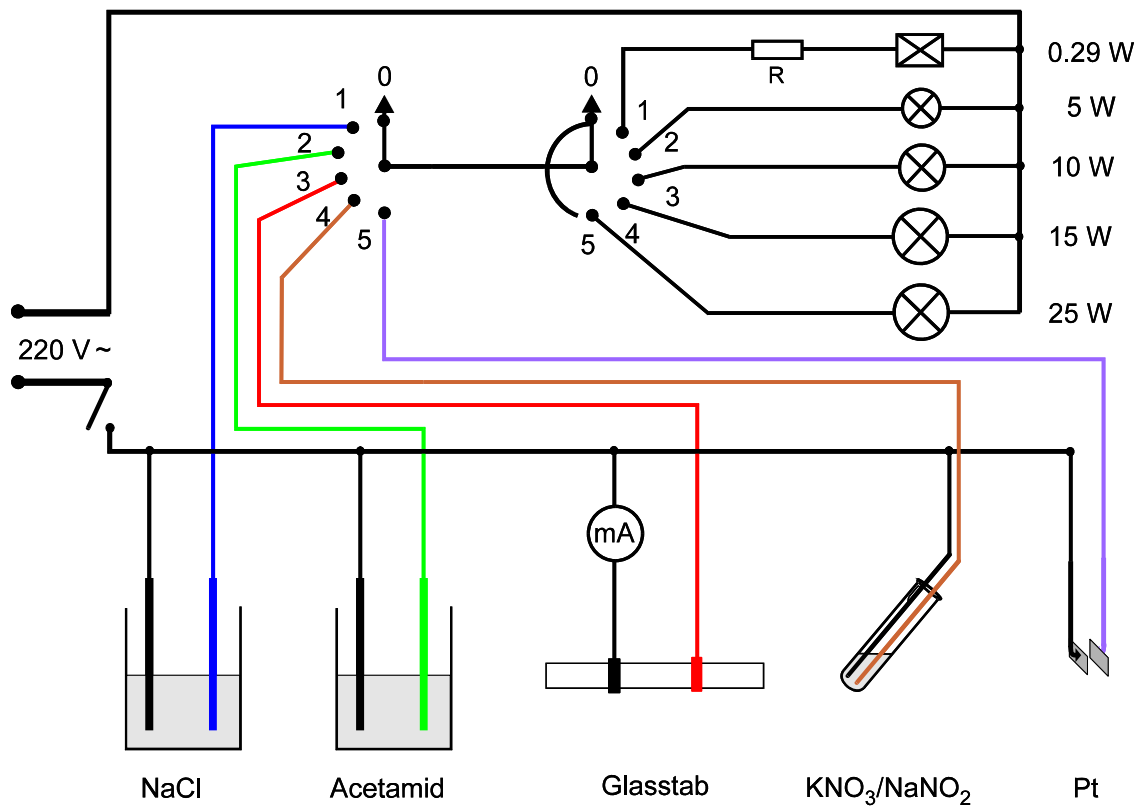 0.29 W
R
0
0
1
1
5 W
2
2
10 W
3
3
4
4
15 W
5
5
25 W
220 V ~
mA
NaCl
Acetamid
Glasstab
KNO₃/NaNO₂
Pt